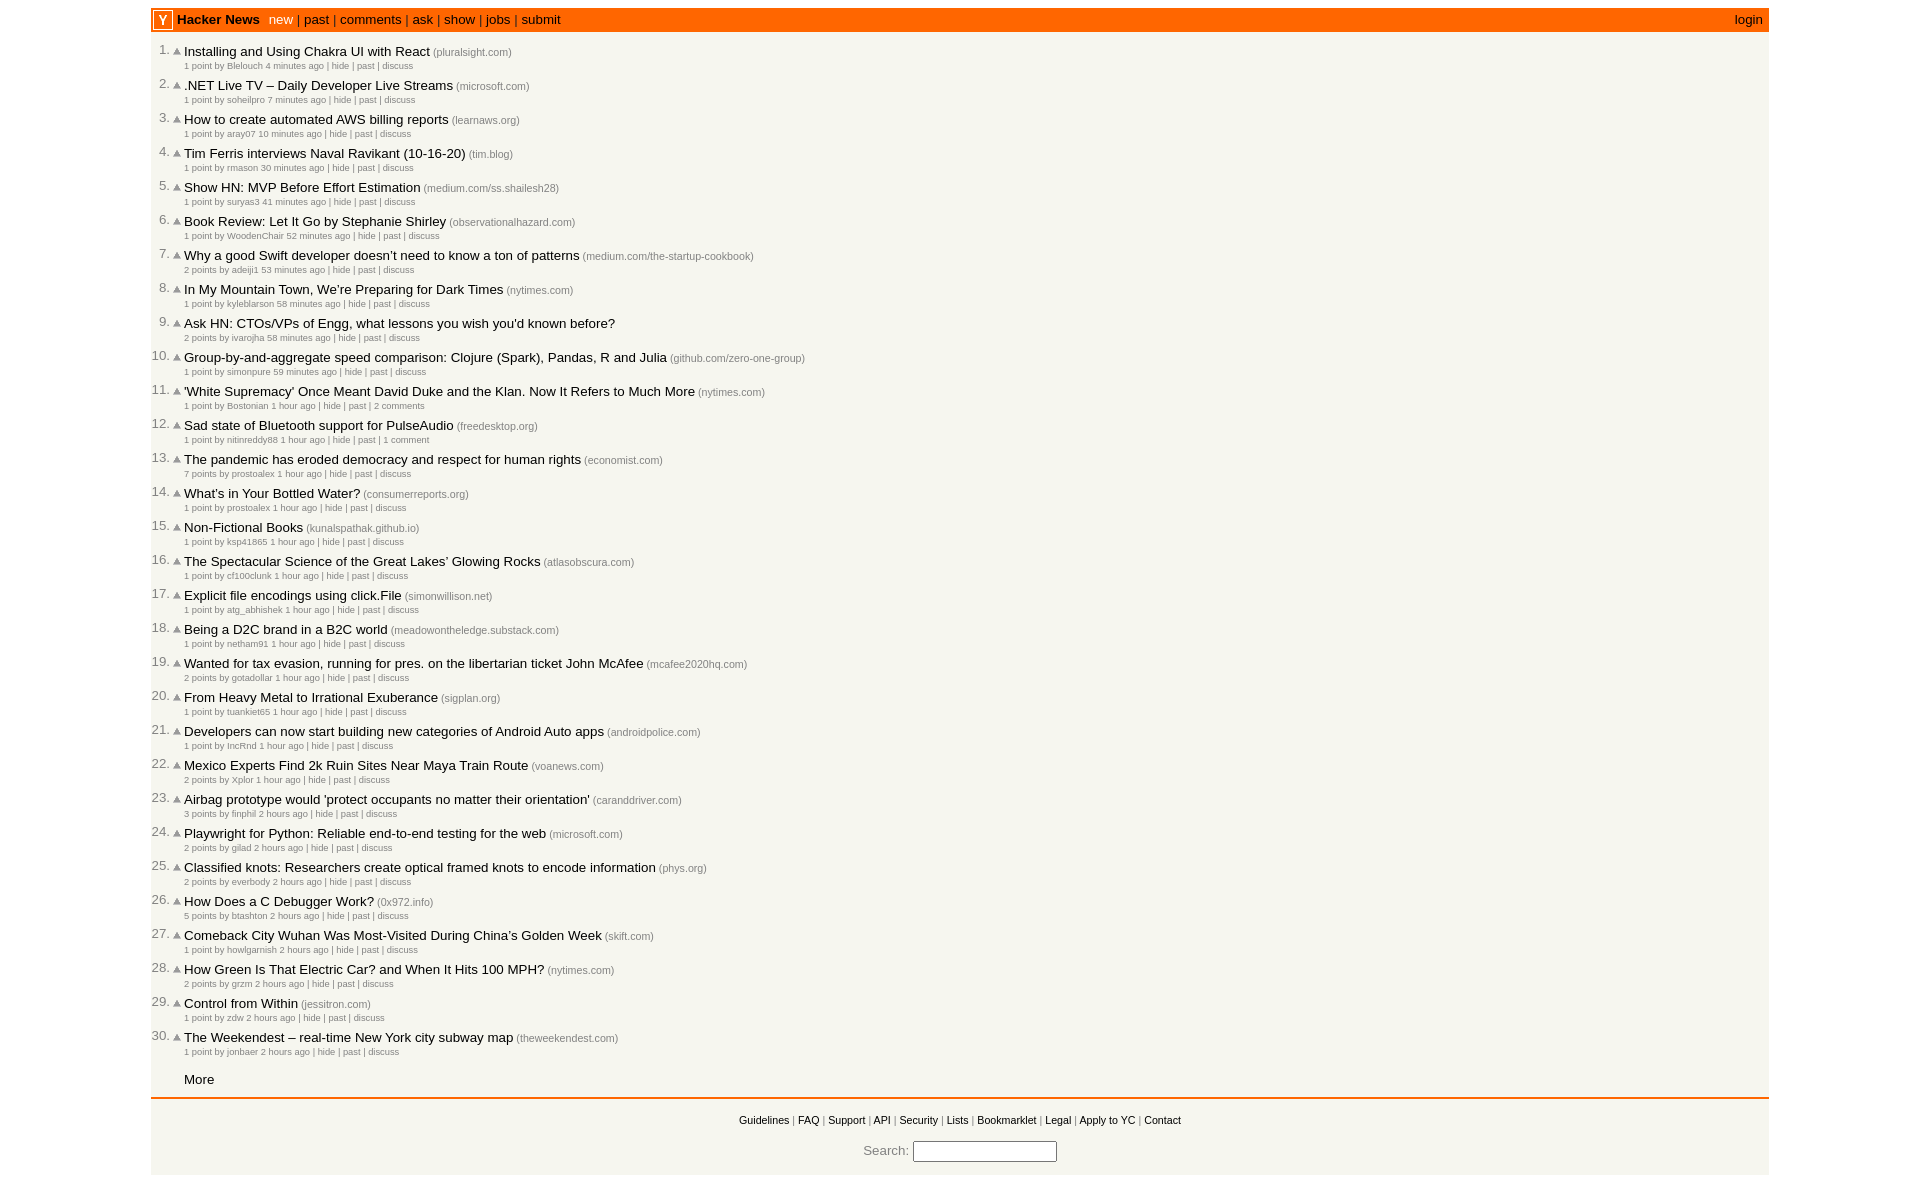 Y Hacker News new | past | comments | ask | show | jobs | submit login
1. Installing and Using Chakra UI with React (pluralsight.com)
1 point by Blelouch 4 minutes ago | hide | past | discuss
2. .NET Live TV – Daily Developer Live Streams (microsoft.com)
1 point by soheilpro 7 minutes ago | hide | past | discuss
3. How to create automated AWS billing reports (learnaws.org)
1 point by aray07 10 minutes ago | hide | past | discuss
4. Tim Ferris interviews Naval Ravikant (10-16-20) (tim.blog)
1 point by rmason 30 minutes ago | hide | past | discuss
5. Show HN: MVP Before Effort Estimation (medium.com/ss.shailesh28)
1 point by suryas3 41 minutes ago | hide | past | discuss
6. Book Review: Let It Go by Stephanie Shirley (observationalhazard.com)
1 point by WoodenChair 52 minutes ago | hide | past | discuss
7. Why a good Swift developer doesn’t need to know a ton of patterns (medium.com/the-startup-cookbook)
2 points by adeiji1 53 minutes ago | hide | past | discuss
8. In My Mountain Town, We’re Preparing for Dark Times (nytimes.com)
1 point by kyleblarson 58 minutes ago | hide | past | discuss
9. Ask HN: CTOs/VPs of Engg, what lessons you wish you'd known before?
2 points by ivarojha 58 minutes ago | hide | past | discuss
10. Group-by-and-aggregate speed comparison: Clojure (Spark), Pandas, R and Julia (github.com/zero-one-group)
1 point by simonpure 59 minutes ago | hide | past | discuss
11. 'White Supremacy' Once Meant David Duke and the Klan. Now It Refers to Much More (nytimes.com)
1 point by Bostonian 1 hour ago | hide | past | 2 comments
12. Sad state of Bluetooth support for PulseAudio (freedesktop.org)
1 point by nitinreddy88 1 hour ago | hide | past | 1 comment
13. The pandemic has eroded democracy and respect for human rights (economist.com)
7 points by prostoalex 1 hour ago | hide | past | discuss
14. What’s in Your Bottled Water? (consumerreports.org)
1 point by prostoalex 1 hour ago | hide | past | discuss
15. Non-Fictional Books (kunalspathak.github.io)
1 point by ksp41865 1 hour ago | hide | past | discuss
16. The Spectacular Science of the Great Lakes’ Glowing Rocks (atlasobscura.com)
1 point by cf100clunk 1 hour ago | hide | past | discuss
17. Explicit file encodings using click.File (simonwillison.net)
1 point by atg_abhishek 1 hour ago | hide | past | discuss
18. Being a D2C brand in a B2C world (meadowontheledge.substack.com)
1 point by netham91 1 hour ago | hide | past | discuss
19. Wanted for tax evasion, running for pres. on the libertarian ticket John McAfee (mcafee2020hq.com)
2 points by gotadollar 1 hour ago | hide | past | discuss
20. From Heavy Metal to Irrational Exuberance (sigplan.org)
1 point by tuankiet65 1 hour ago | hide | past | discuss
21. Developers can now start building new categories of Android Auto apps (androidpolice.com)
1 point by IncRnd 1 hour ago | hide | past | discuss
22. Mexico Experts Find 2k Ruin Sites Near Maya Train Route (voanews.com)
2 points by Xplor 1 hour ago | hide | past | discuss
23. Airbag prototype would 'protect occupants no matter their orientation' (caranddriver.com)
3 points by finphil 2 hours ago | hide | past | discuss
24. Playwright for Python: Reliable end-to-end testing for the web (microsoft.com)
2 points by gilad 2 hours ago | hide | past | discuss
25. Classified knots: Researchers create optical framed knots to encode information (phys.org)
2 points by everbody 2 hours ago | hide | past | discuss
26. How Does a C Debugger Work? (0x972.info)
5 points by btashton 2 hours ago | hide | past | discuss
27. Comeback City Wuhan Was Most-Visited During China’s Golden Week (skift.com)
1 point by howlgarnish 2 hours ago | hide | past | discuss
28. How Green Is That Electric Car? and When It Hits 100 MPH? (nytimes.com)
2 points by grzm 2 hours ago | hide | past | discuss
29. Control from Within (jessitron.com)
1 point by zdw 2 hours ago | hide | past | discuss
30. The Weekendest – real-time New York city subway map (theweekendest.com)
1 point by jonbaer 2 hours ago | hide | past | discuss
More
Guidelines | FAQ | Support | API | Security | Lists | Bookmarklet | Legal | Apply to YC | Contact
Search: